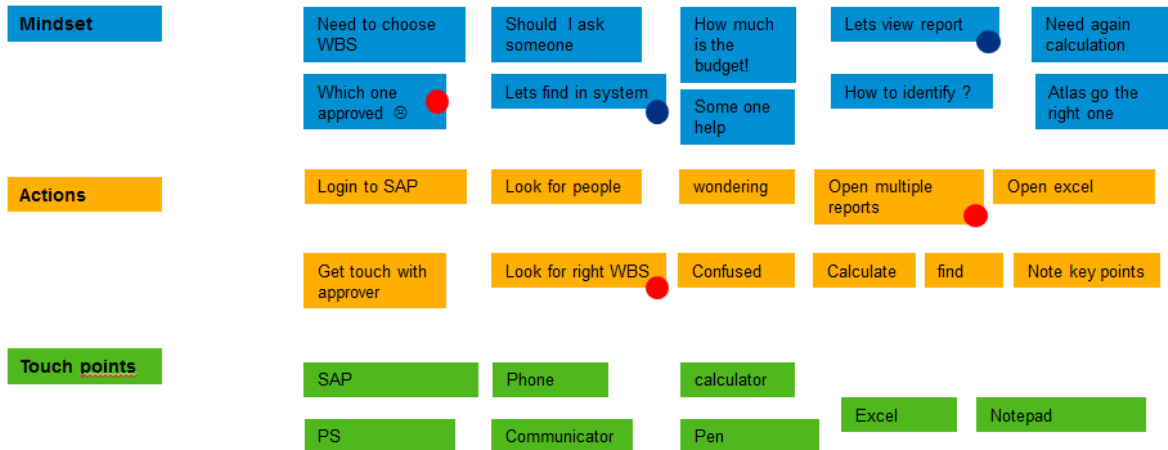 Mindset
Need to choose
WBS
Should I ask
someone
How much
is the
budget!
Lets view report
Need again
calculation
Which one
approved ☹
Lets find in system
Some one
help
How to identify ?
Atlas go the
right one
Actions
Login to SAP
Look for people
wondering
Open multiple
reports
Open excel
Get touch with
approver
Look for right WBS
Confused
Calculate
find
Note key points
Touch points
SAP
Phone
calculator
Excel
Notepad
PS
Communicator
Pen